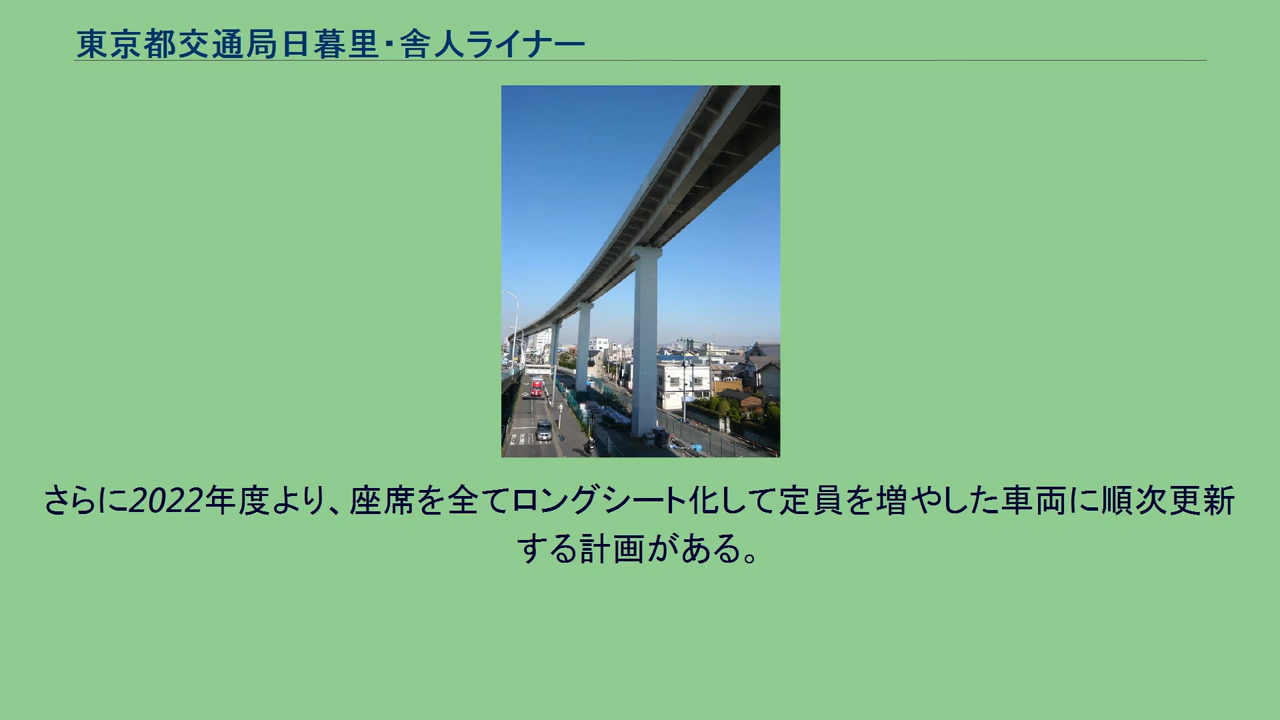 東京都交通局日暮里・舎人ライナー
さらに2022年度より、座席を全てロングシート化して定員を増やした車両に順次更新
する計画がある。